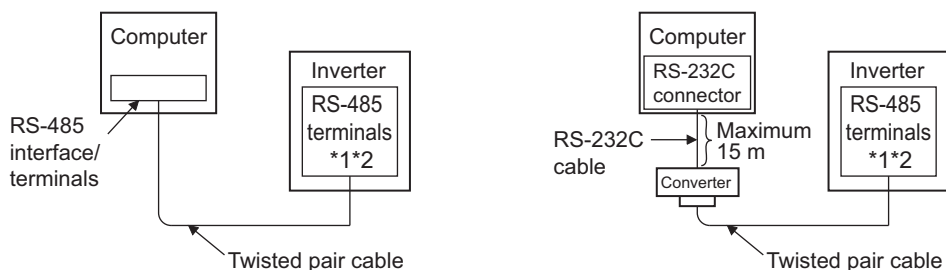 Computer
RS-485
interface/
terminals
Inverter
RS-485
terminals
*1*2
Twisted pair cable
Computer
RS-232C
connector
RS-232C
cable
Maximum
15 m
Converter
Inverter
RS-485
terminals
*1*2
Twisted pair cable